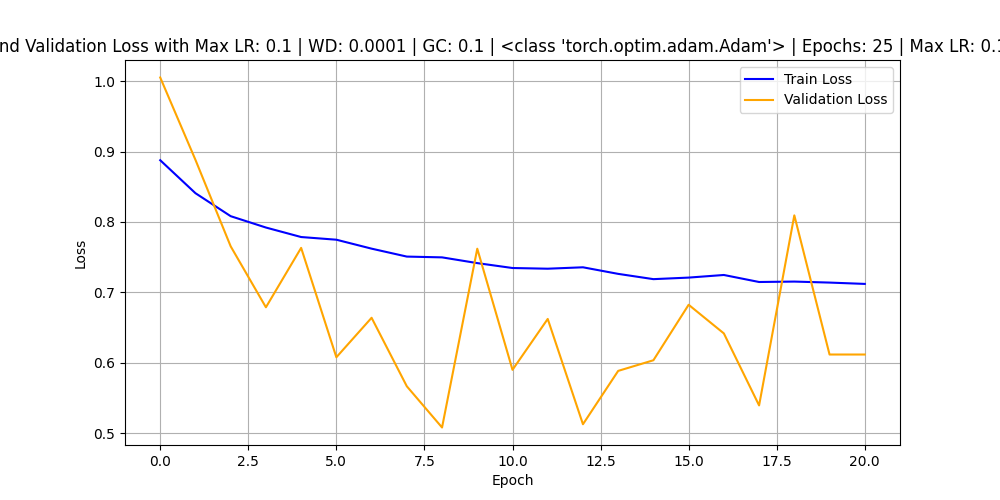 nd Validation Loss with Max LR: 0.1 | WD: 0.0001 | GC: 0.1 | <class 'torch.optim.adam.Adam'> | Epochs: 25 | Max LR: 0.1
Train Loss
Validation Loss
1.0
0.9
0.8
0.7
0.6
0.5
Loss
0.0 2.5 5.0 7.5 10.0 12.5 15.0 17.5 20.0
Epoch